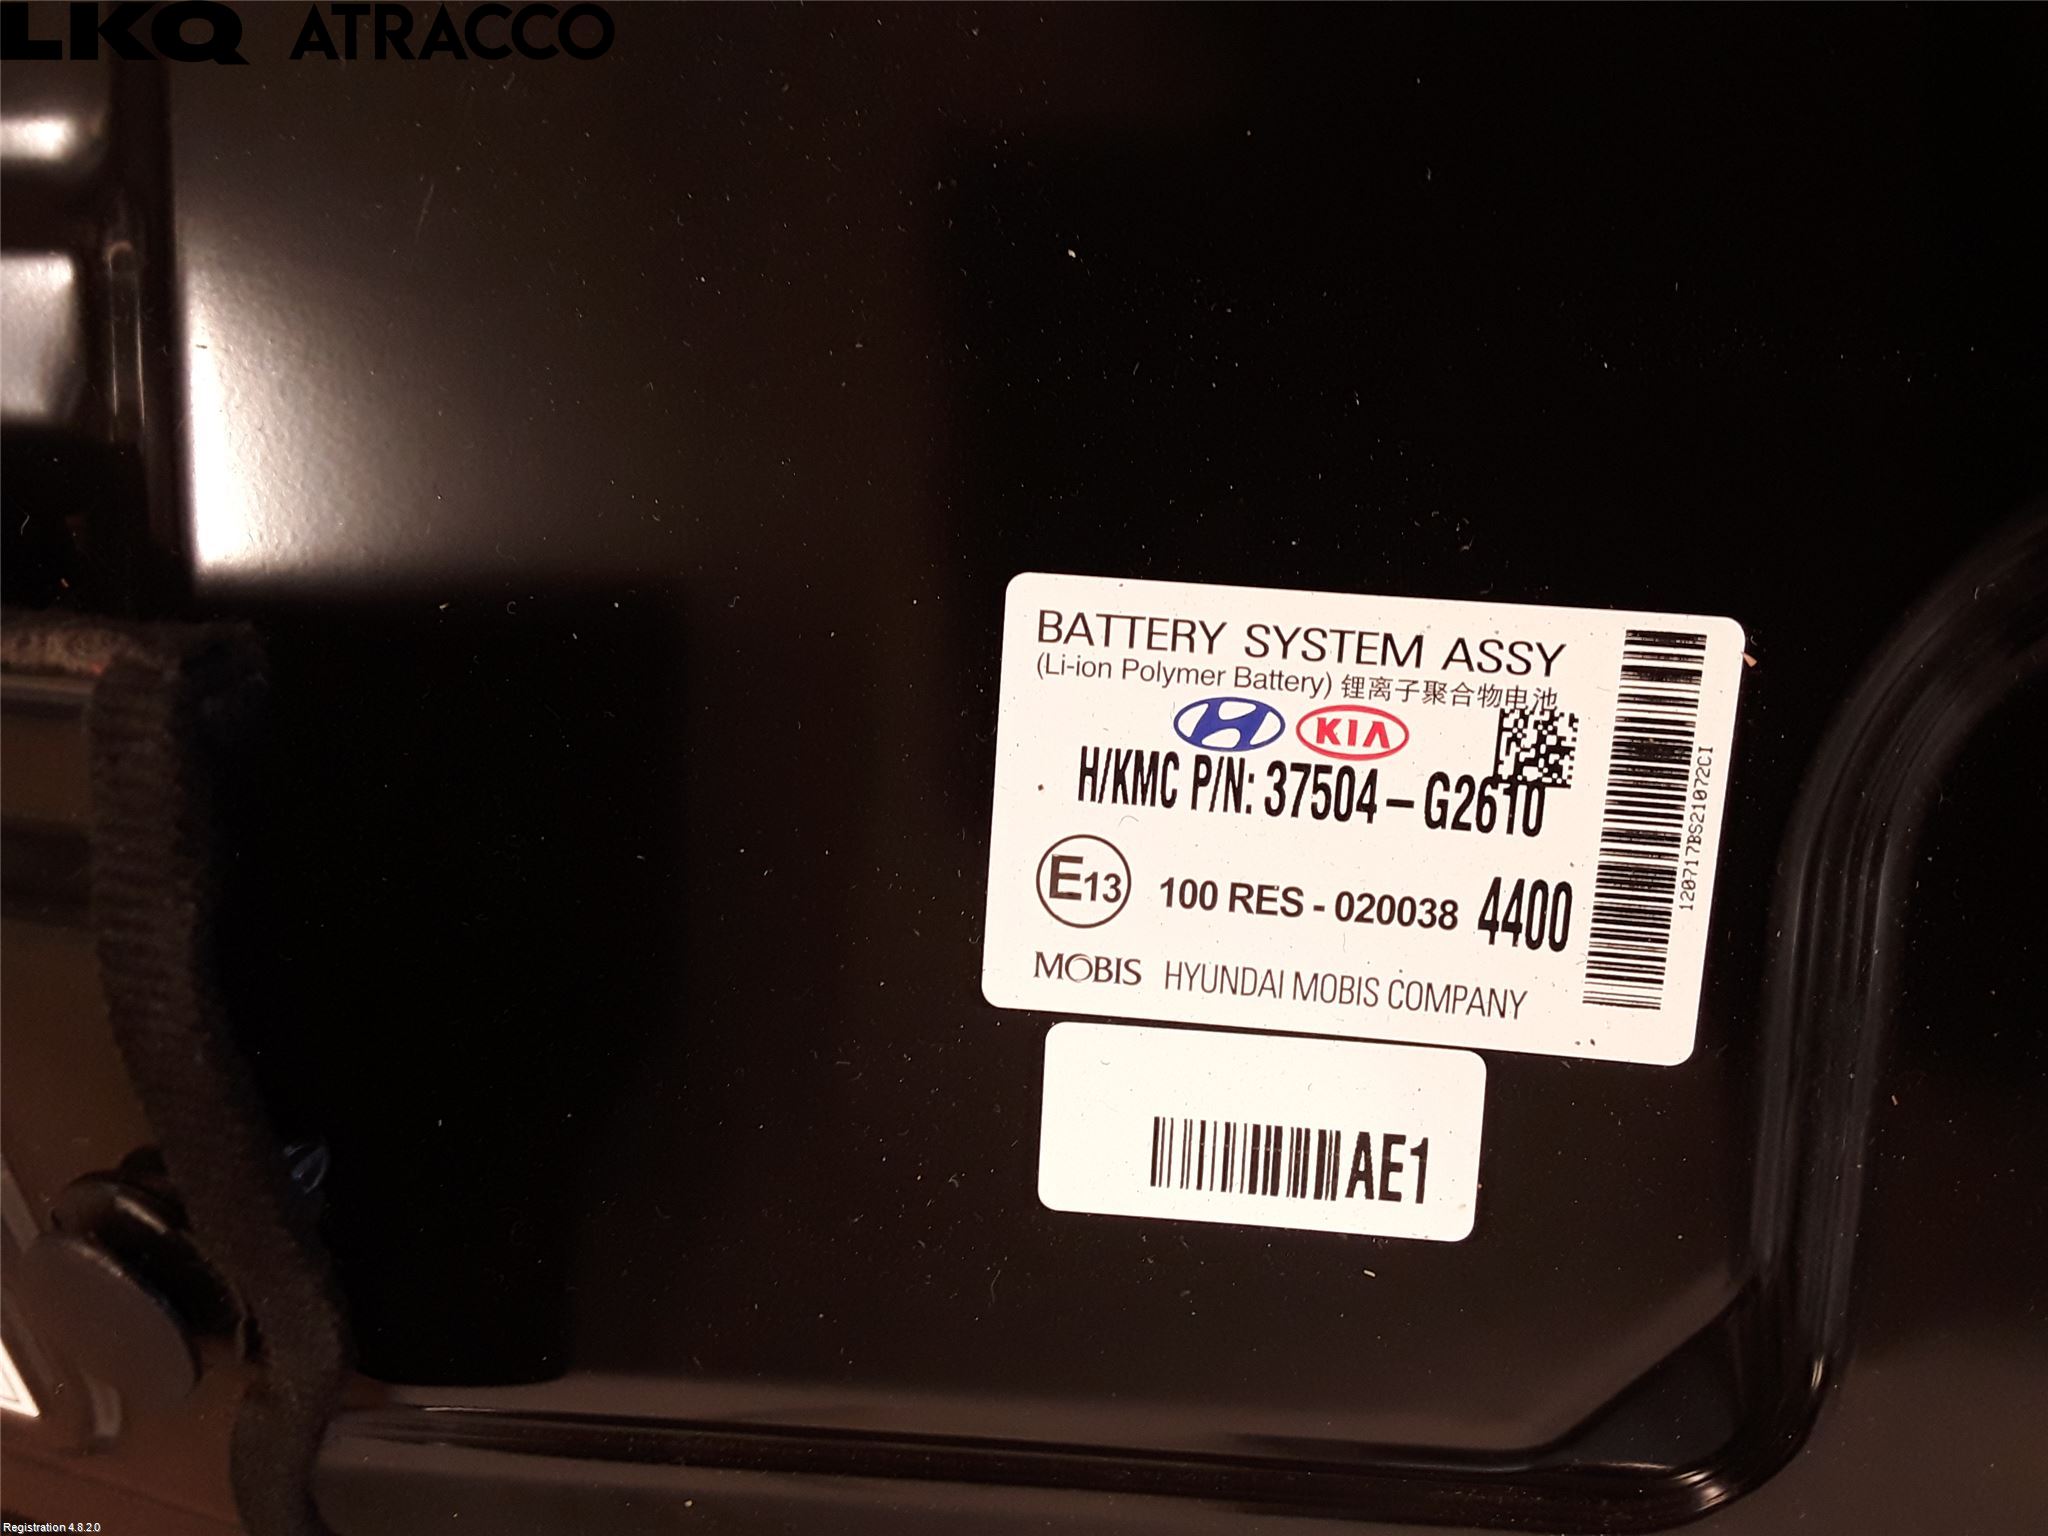 LKQ ATRACCO
BATTERY SYSTEM ASSY
(Li-ion Polymer Battery) 锂离子聚合物电池
KIA
H/KMC P/N: 37504-G2610
E13 100 RES - 020038 4400
MOBIS HYUNDAI MOBIS COMPANY
120717BS21072CI
AE1
Registration 4.8.2.0